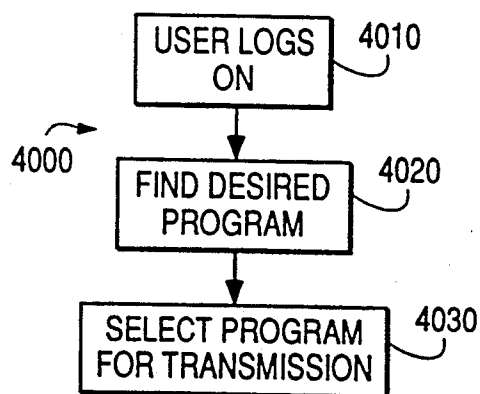 USER LOGS
ON
4010
4000
FIND DESIRED
PROGRAM
4020
SELECT PROGRAM
FOR TRANSMISSION
4030